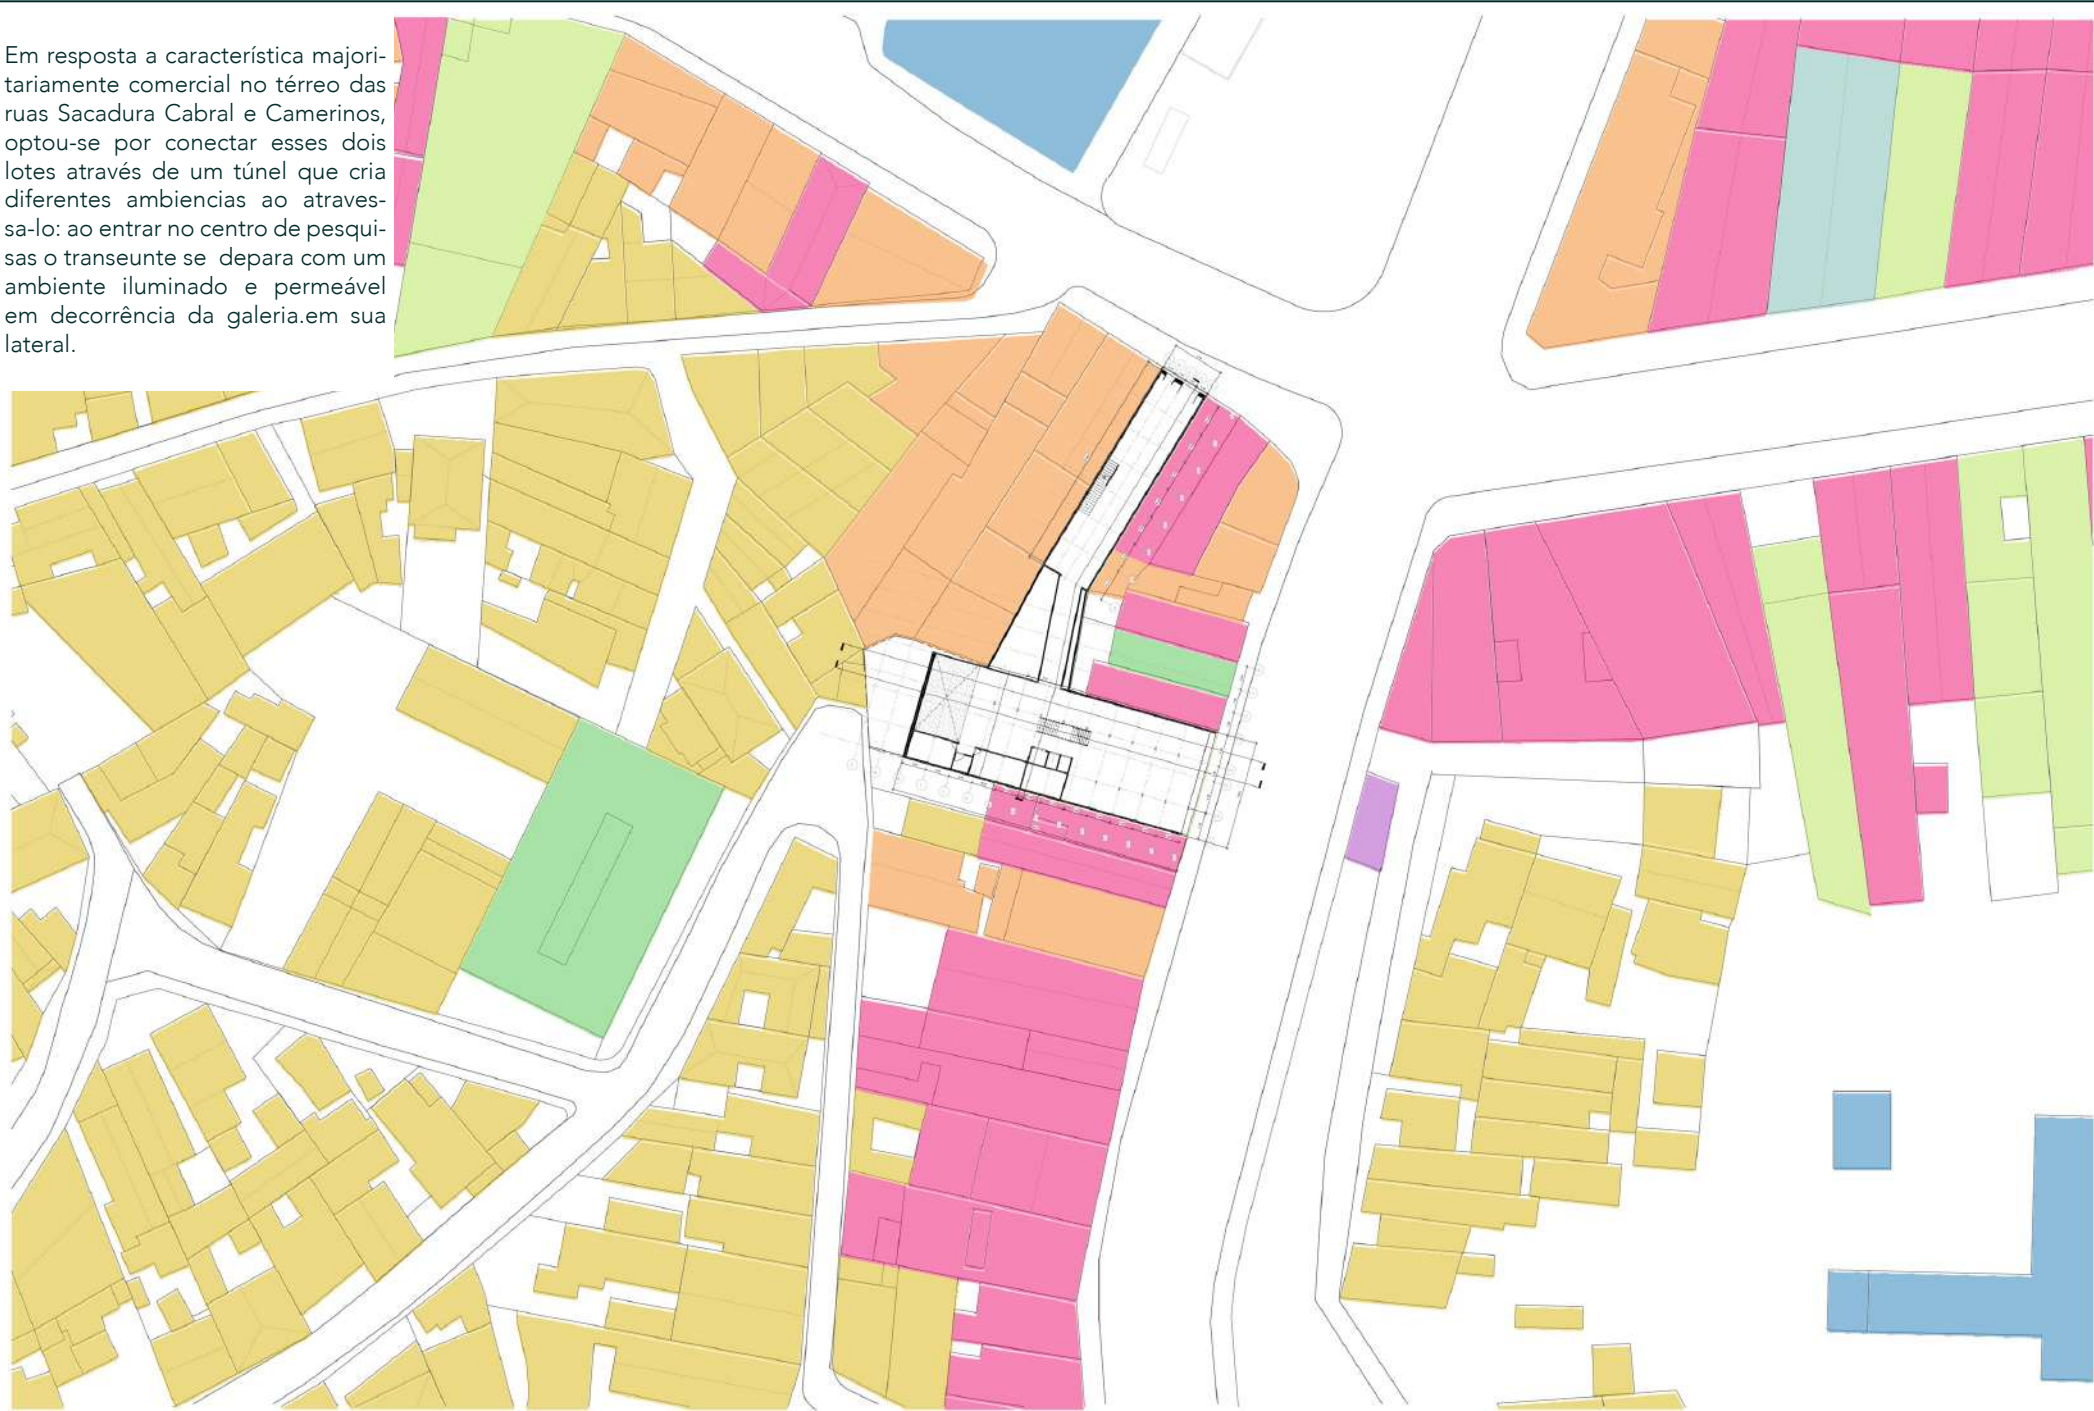 Em resposta a característica majori-
tariamente comercial no térreo das
ruas Sacadura Cabral e Camerinos,
optou-se por conectar esses dois
lotes através de um túnel que cria
diferentes ambiencias ao atraves-
sa-lo: ao entrar no centro de pesqui-
sas o transeunte se depara com um
ambiente iluminado e permeável
em decorrência da galeria.em sua
lateral.